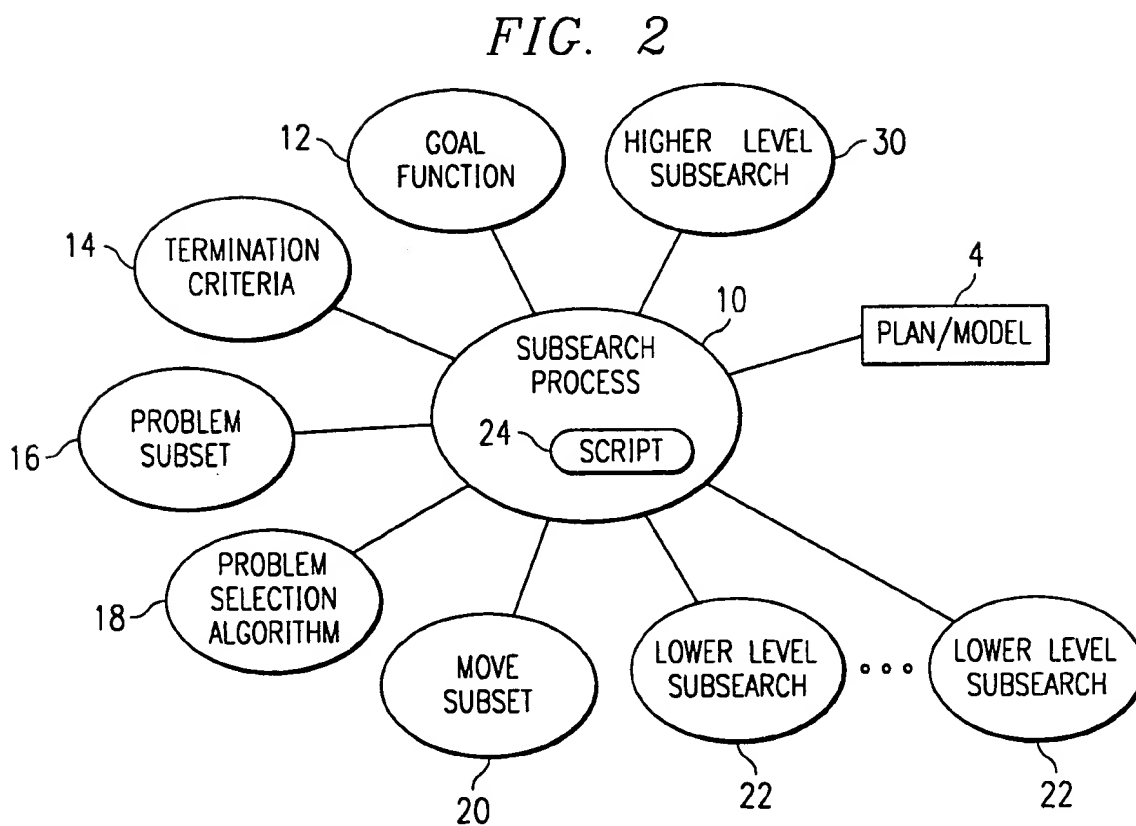 FIG. 2
12
GOAL
FUNCTION
HIGHER LEVEL
SUBSEARCH
30
14
TERMINATION
CRITERIA
4
PLAN/MODEL
10
SUBSEARCH
PROCESS
24
SCRIPT
16
PROBLEM
SUBSET
18
PROBLEM
SELECTION
ALGORITHM
MOVE
SUBSET
20
LOWER LEVEL
SUBSEARCH
22
LOWER LEVEL
SUBSEARCH
22